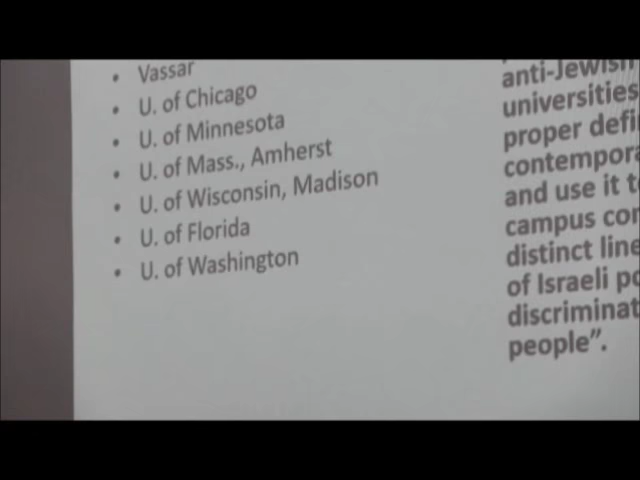 • Vassar
• U. of Chicago
• U. of Minnesota
• U. of Mass., Amherst
• U. of Wisconsin, Madison
• U. of Florida
• U. of Washington
anti-Jewish
universities
proper defi
contempora
and use it t
campus con
distinct line
of Israeli po
discriminat
people”.